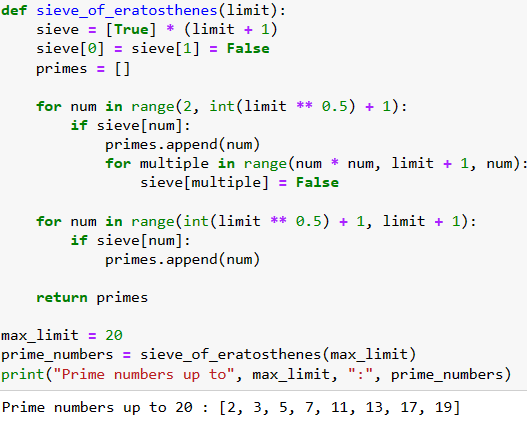 def sieve_of_eratosthenes(limit):
    sieve = [True] * (limit + 1)
    sieve[0] = sieve[1] = False
    primes = []

    for num in range(2, int(limit ** 0.5) + 1):
        if sieve[num]:
            primes.append(num)
            for multiple in range(num * num, limit + 1, num):
                sieve[multiple] = False

    for num in range(int(limit ** 0.5) + 1, limit + 1):
        if sieve[num]:
            primes.append(num)

    return primes

max_limit = 20
prime_numbers = sieve_of_eratosthenes(max_limit)
print("Prime numbers up to", max_limit, ":", prime_numbers)
Prime numbers up to 20 : [2, 3, 5, 7, 11, 13, 17, 19]